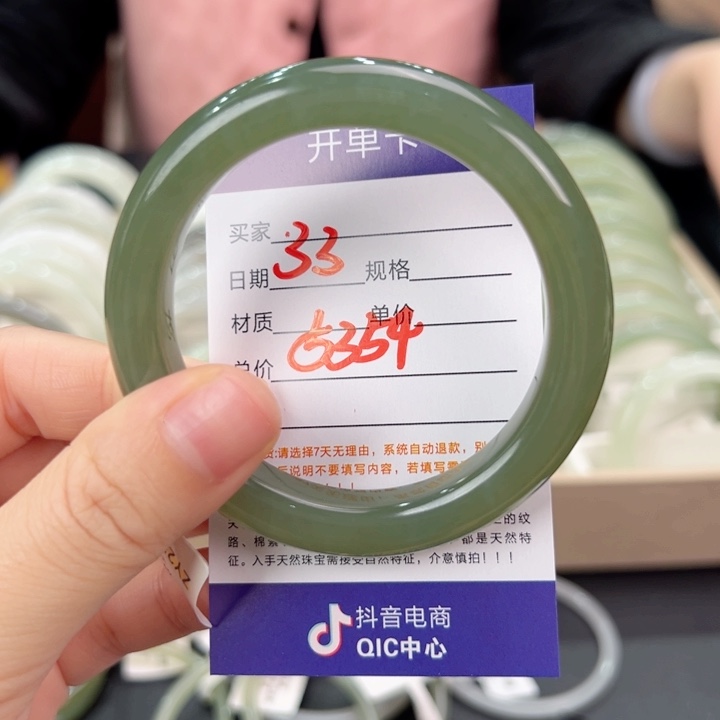 开单卡
买家
33
日期 规格
材质 单价
5354
总价
:请选择7天无理由，系统自动退款，别
后说明不要填写内容，若填写
！！！
的纹
路、棉 都是天然特
征。入手天然珠宝需接受自然特征，介意慎拍！！！
抖音电商
QIC中心